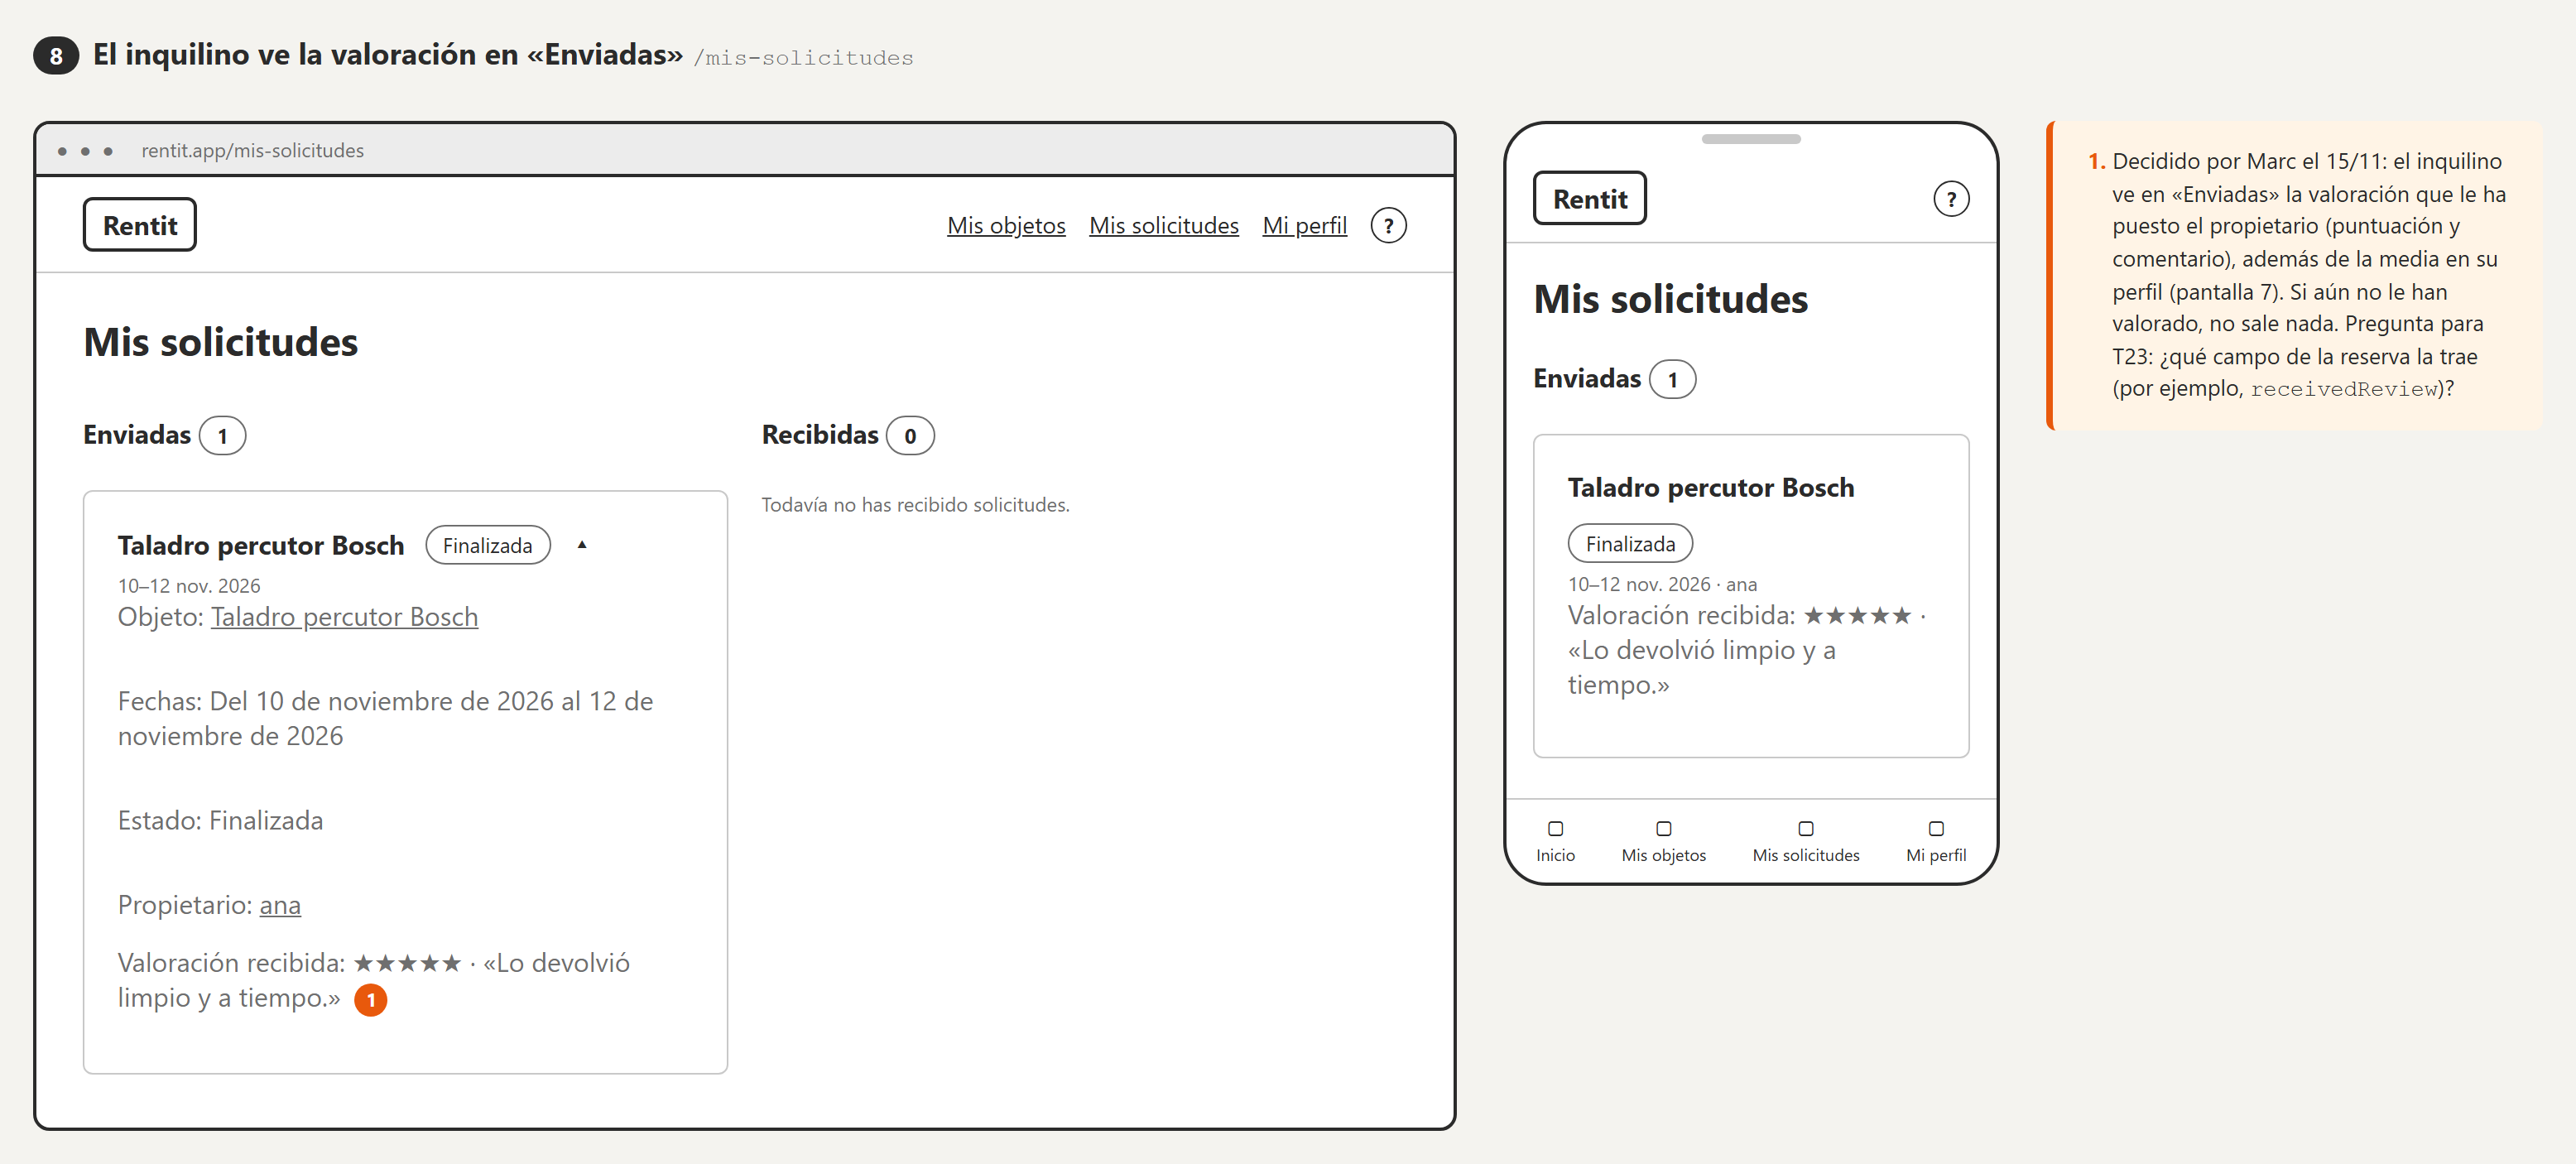 8 El inquilino ve la valoración en «Enviadas» /mis-solicitudes
rentit.app/mis-solicitudes
Rentit
Mis objetos Mis solicitudes Mi perfil ?
Mis solicitudes
Enviadas 1
Taladro percutor Bosch Finalizada ▲
10–12 nov. 2026
Objeto: Taladro percutor Bosch
Fechas: Del 10 de noviembre de 2026 al 12 de
noviembre de 2026
Estado: Finalizada
Propietario: ana
Valoración recibida: ★★★★★ · «Lo devolvió
limpio y a tiempo.» 1
Recibidas 0
Todavía no has recibido solicitudes.
Rentit ?
Mis solicitudes
Enviadas 1
Taladro percutor Bosch
Finalizada
10–12 nov. 2026 · ana
Valoración recibida: ★★★★★ ·
«Lo devolvió limpio y a
tiempo.»
Inicio Mis objetos Mis solicitudes Mi perfil
1. Decidido por Marc el 15/11: el inquilino
ve en «Enviadas» la valoración que le ha
puesto el propietario (puntuación y
comentario), además de la media en su
perfil (pantalla 7). Si aún no le han
valorado, no sale nada. Pregunta para
T23: ¿qué campo de la reserva la trae
(por ejemplo, receivedReview)?